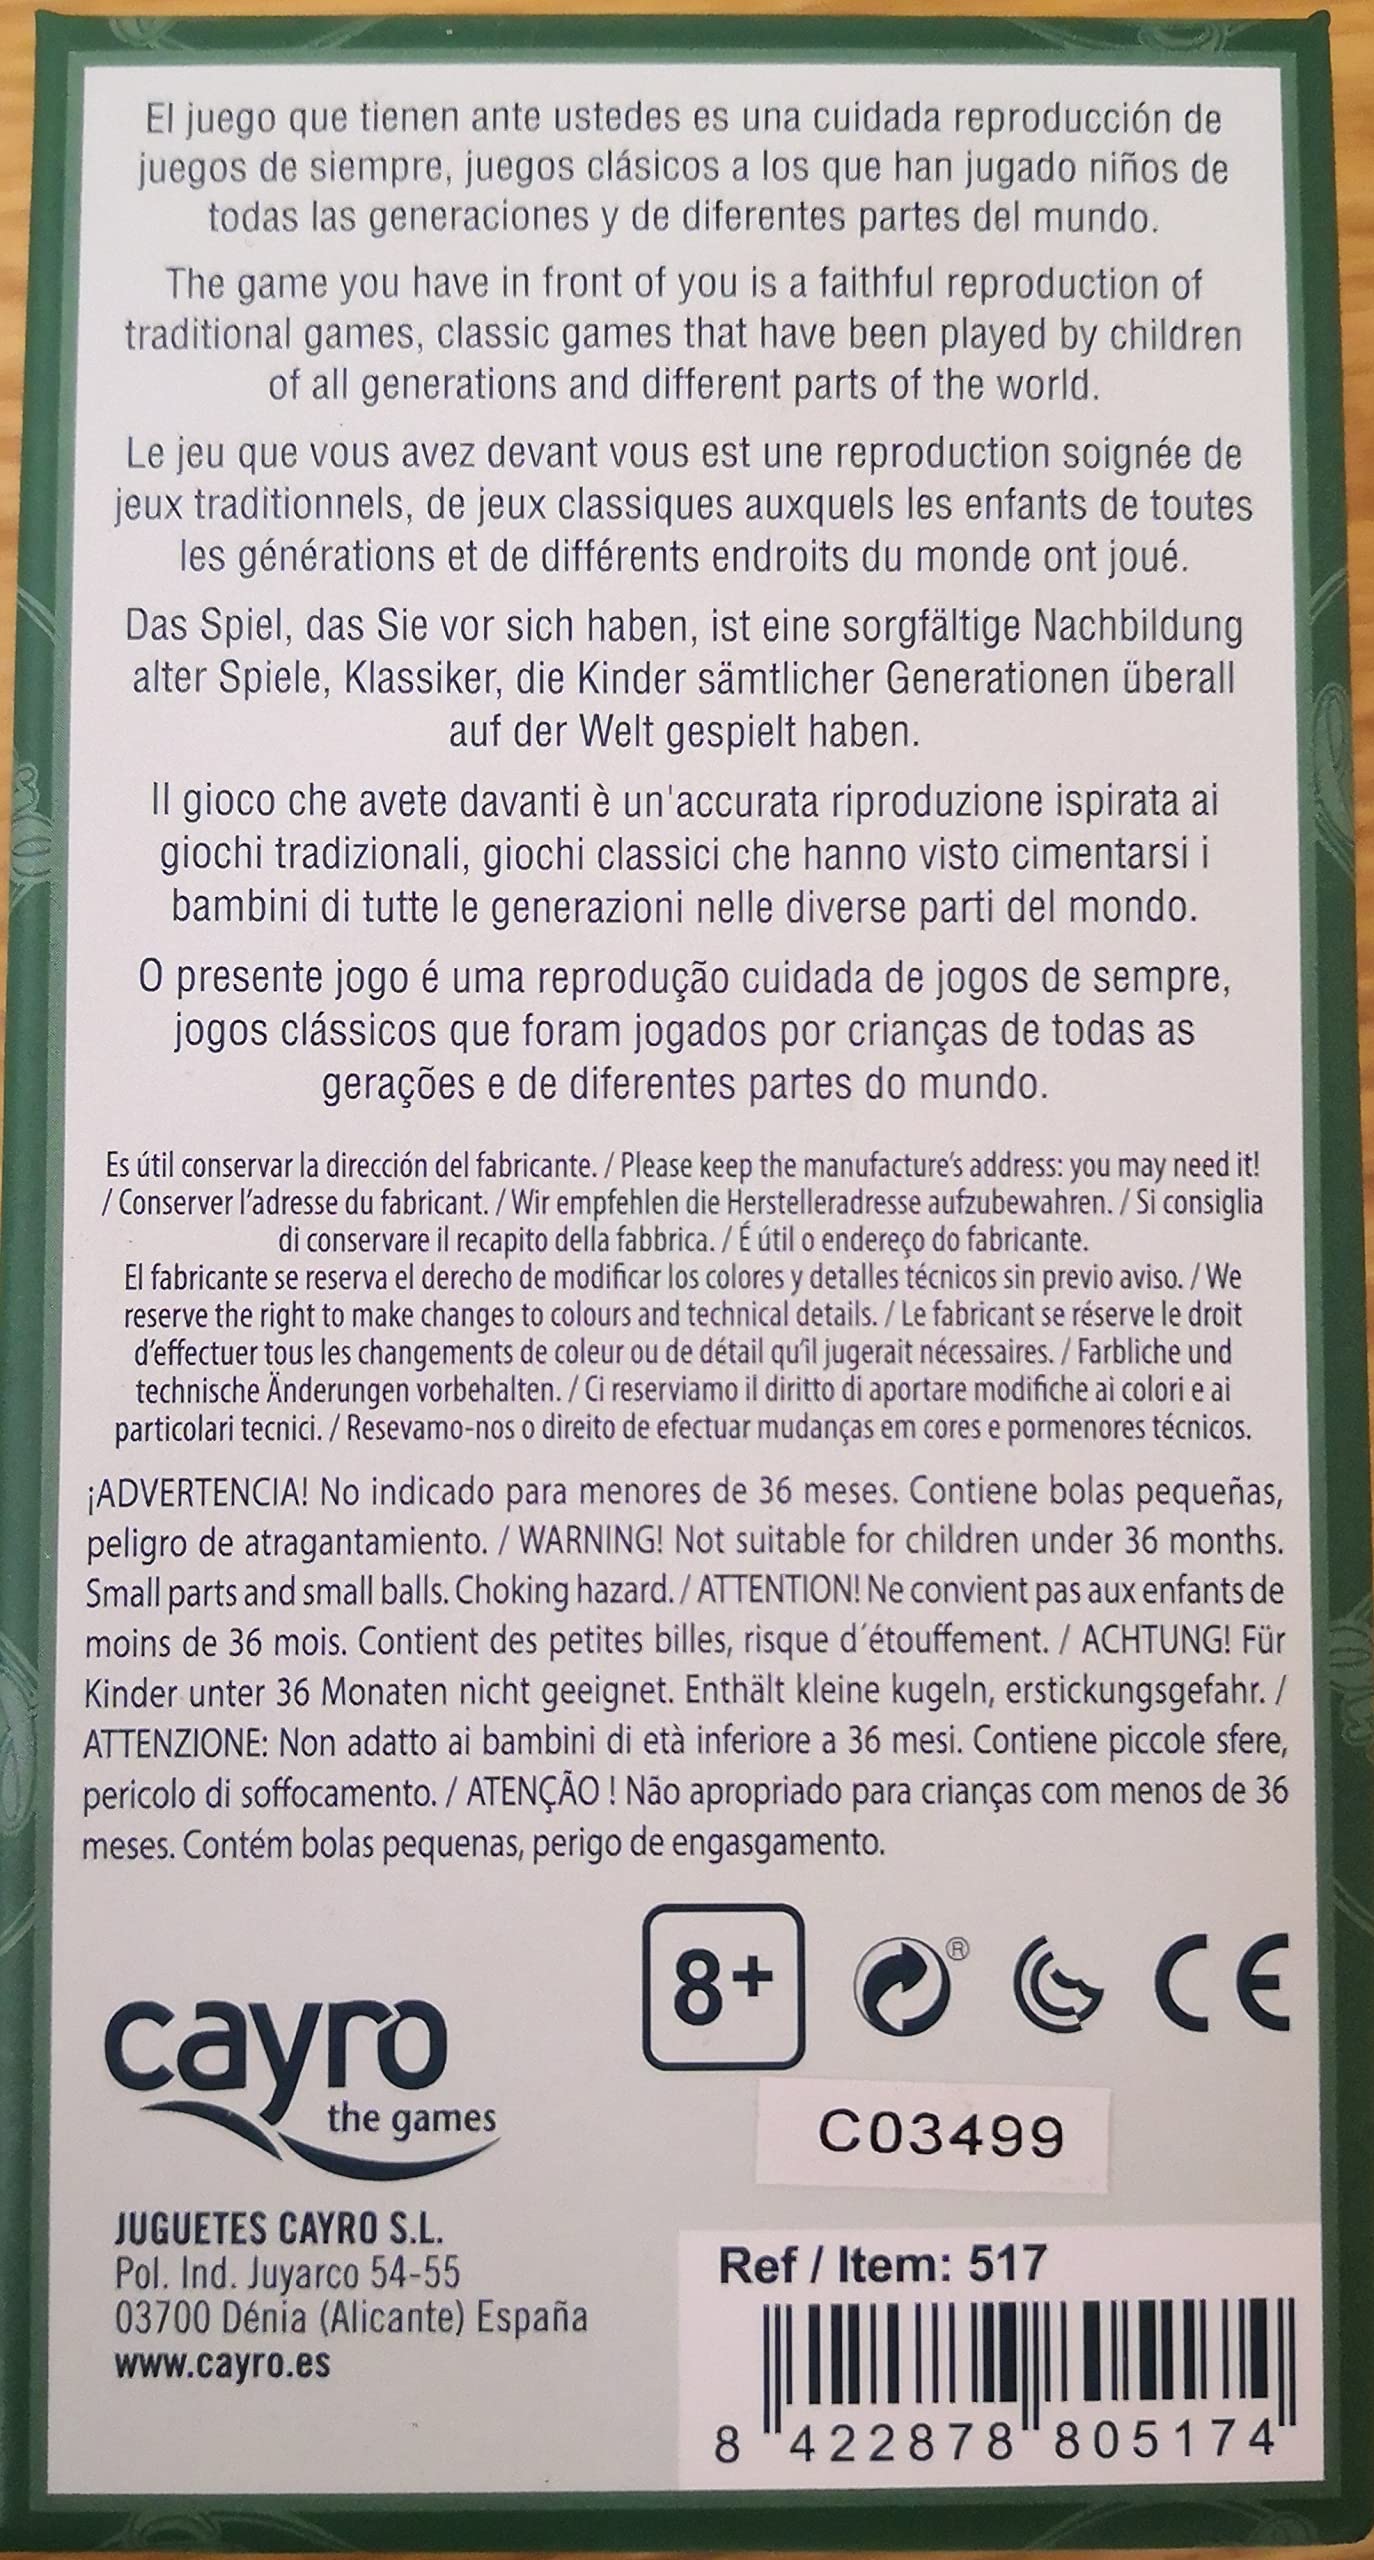 El juego que tienen ante ustedes es una cuidada reproducción de
juegos de siempre, juegos clásicos a los que han jugado niños de
todas las generaciones y de diferentes partes del mundo.
The game you have in front of you is a faithful reproduction of
traditional games, classic games that have been played by children
of all generations and different parts of the world.
Le jeu que vous avez devant vous est une reproduction soignée de
jeux traditionnels, de jeux classiques auxquels les enfants de toutes
les générations et de différents endroits du monde ont joué.
Das Spiel, das Sie vor sich haben, ist eine sorgfältige Nachbildung
alter Spiele, Klassiker, die Kinder sämtlicher Generationen überall
auf der Welt gespielt haben.
Il gioco che avete davanti è un'accurata riproduzione ispirata ai
giochi tradizionali, giochi classici che hanno visto cimentarsi i
bambini di tutte le generazioni nelle diverse parti del mondo.
O presente jogo é uma reprodução cuidada de jogos de sempre,
jogos clássicos que foram jogados por crianças de todas as
gerações e de diferentes partes do mundo.
Es útil conservar la dirección del fabricante. / Please keep the manufacture's address: you may need it!
/ Conserver l'adresse du fabricant. / Wir empfehlen die Herstelleradresse aufzubewahren. / Si consiglia
di conservare il recapito della fabbrica. / É útil o endereço do fabricante.
El fabricante se reserva el derecho de modificar los colores y detalles técnicos sin previo aviso. / We
reserve the right to make changes to colours and technical details. / Le fabricant se réserve le droit
d'effectuer tous les changements de couleur ou de détail qu'il jugerait nécessaires. / Farbliche und
technische Änderungen vorbehalten. / Ci reserviamo il diritto di aportare modifiche ai colori e ai
particolari tecnici. / Resevamo-nos o direito de efectuar mudanças em cores e pormenores técnicos.
¡ADVERTENCIA! No indicado para menores de 36 meses. Contiene bolas pequeñas,
peligro de atragantamiento. / WARNING! Not suitable for children under 36 months.
Small parts and small balls. Choking hazard. / ATTENTION! Ne convient pas aux enfants de
moins de 36 mois. Contient des petites billes, risque d´étouffement. / ACHTUNG! Für
Kinder unter 36 Monaten nicht geeignet. Enthält kleine kugeln, erstickungsgefahr. /
ATTENZIONE: Non adatto ai bambini di età inferiore a 36 mesi. Contiene piccole sfere,
pericolo di soffocamento. / ATENÇÃO ! Não apropriado para crianças com menos de 36
meses. Contém bolas pequenas, perigo de engasgamento.
8+ ® CE
cayro
the games
C03499
JUGUETES CAYRO S.L.
Pol. Ind. Juyarco 54-55
03700 Dénia (Alicante) España
www.cayro.es
Ref / Item: 517
8 422878 805174